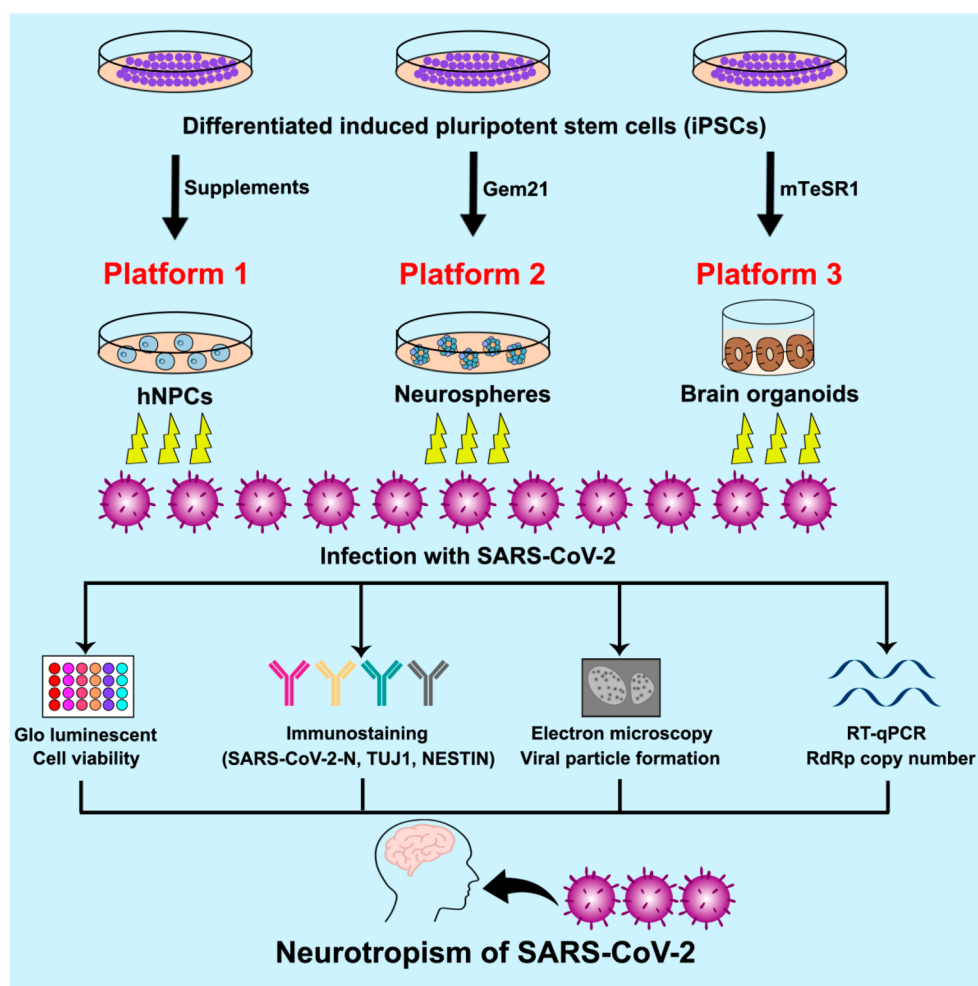 Differentiated induced pluripotent stem cells (iPSCs)
Supplements
Gem21
mTeSR1
Platform 1
Platform 2
Platform 3
hNPCs
Neurospheres
Brain organoids
Infection with SARS-CoV-2
Glo luminescent
Cell viability
Immunostaining
(SARS-CoV-2-N, TUJ1, NESTIN)
Electron microscopy
Viral particle formation
RT-qPCR
RdRp copy number
Neurotropism of SARS-CoV-2